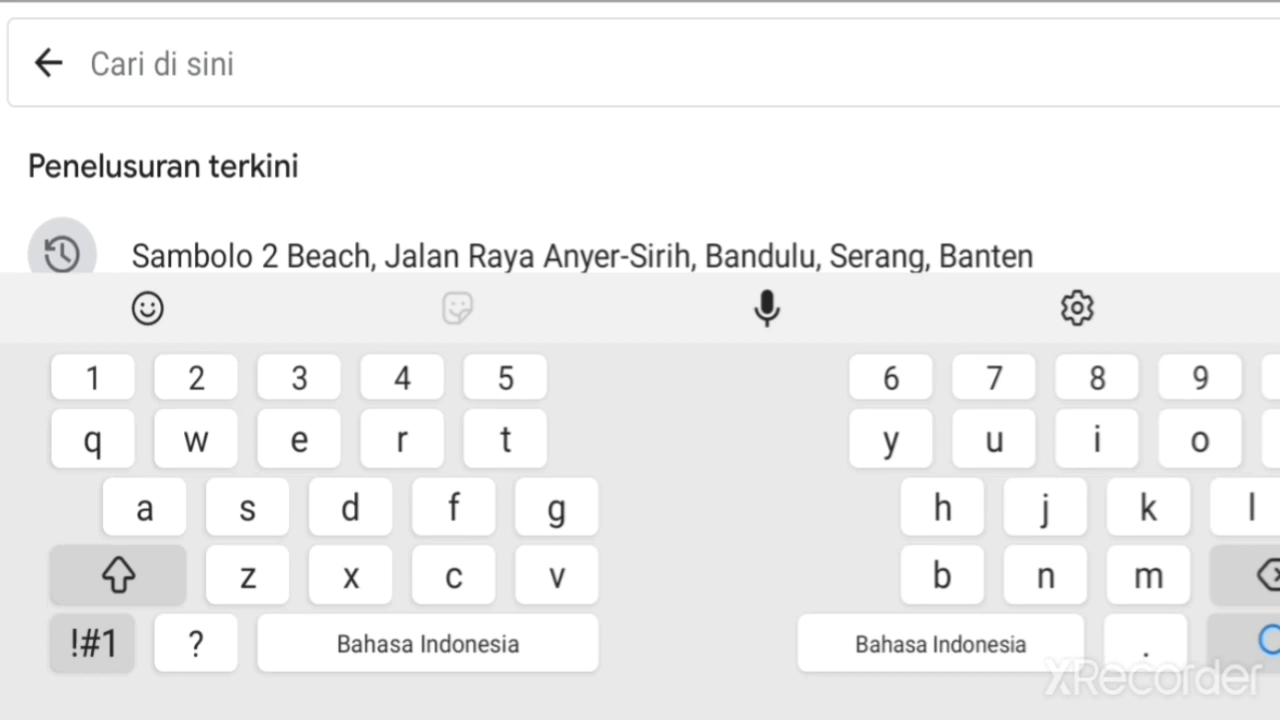 Cari di sini
Penelusuran terkini
Sambolo 2 Beach, Jalan Raya Anyer-Sirih, Bandulu, Serang, Banten
1 2 3 4 5 6 7 8 9
q w e r t y u i o
a s d f g h j k l
z x c v b n m
!#1 ? Bahasa Indonesia Bahasa Indonesia .
XRecorder